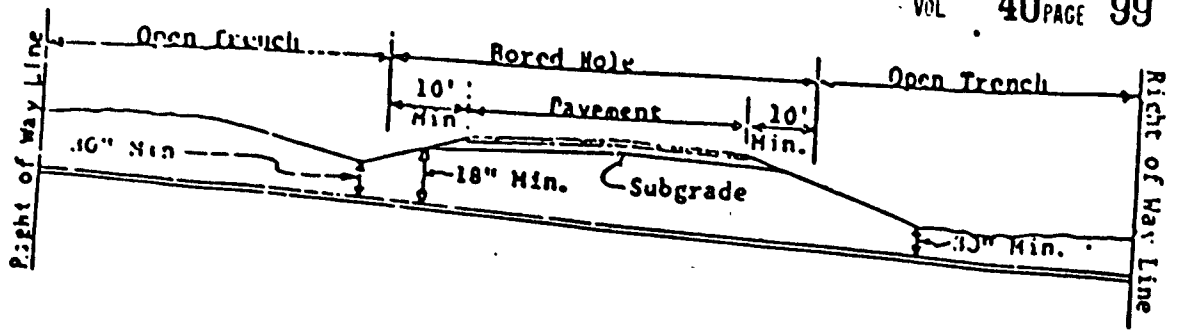 VOL 40 PAGE 99
Open Trench Bored Hole Open Trench
10' Min Pavement 10' Min.
Min
18" Min.
Subgrade
Min.
Right of Way Line
Right of Way Line